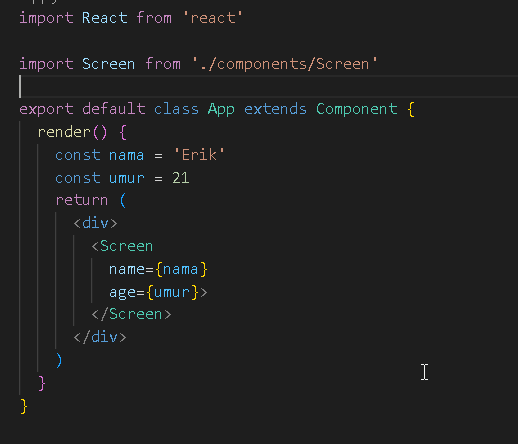 import React from 'react'
import Screen from './components/Screen'
export default class App extends Component {
render() {
const nama = 'Erik'
const umur = 21
return (
<div>
<Screen
name={nama}
age={umur}>
</Screen>
</div>
)
}
}